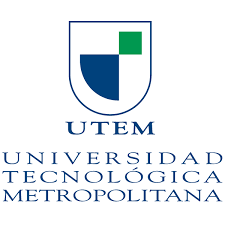 UTEM
UNIVERSIDAD
TECNOLÓGICA
METROPOLITANA